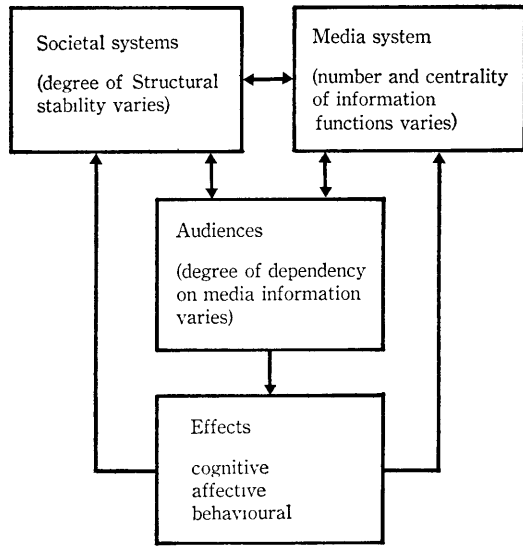 Societal systems
(degree of Structural
stability varies)
Media system
(number and centrality
of information
functions varies)
Audiences
(degree of dependency
on media information
varies)
Effects
cognitive
affective
behavioural